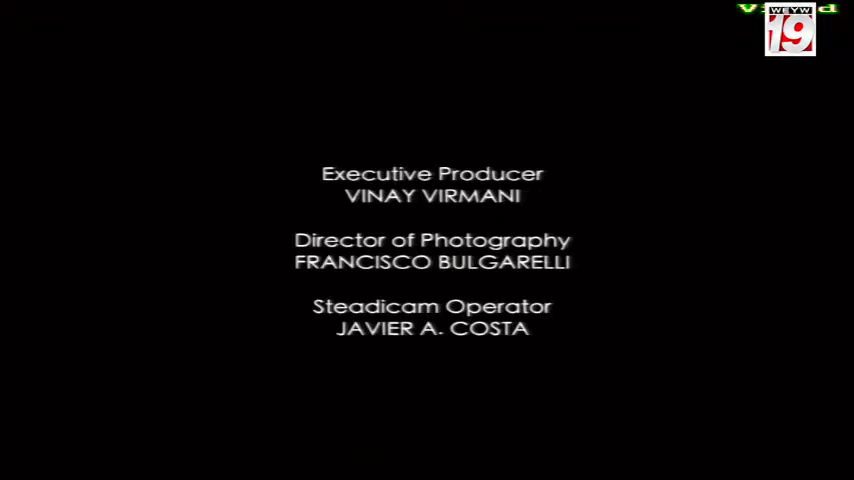 WEYW
19
Executive Producer
VINAY VIRMANI
Director of Photography
FRANCISCO BULGARELLI
Steadicam Operator
JAVIER A. COSTA